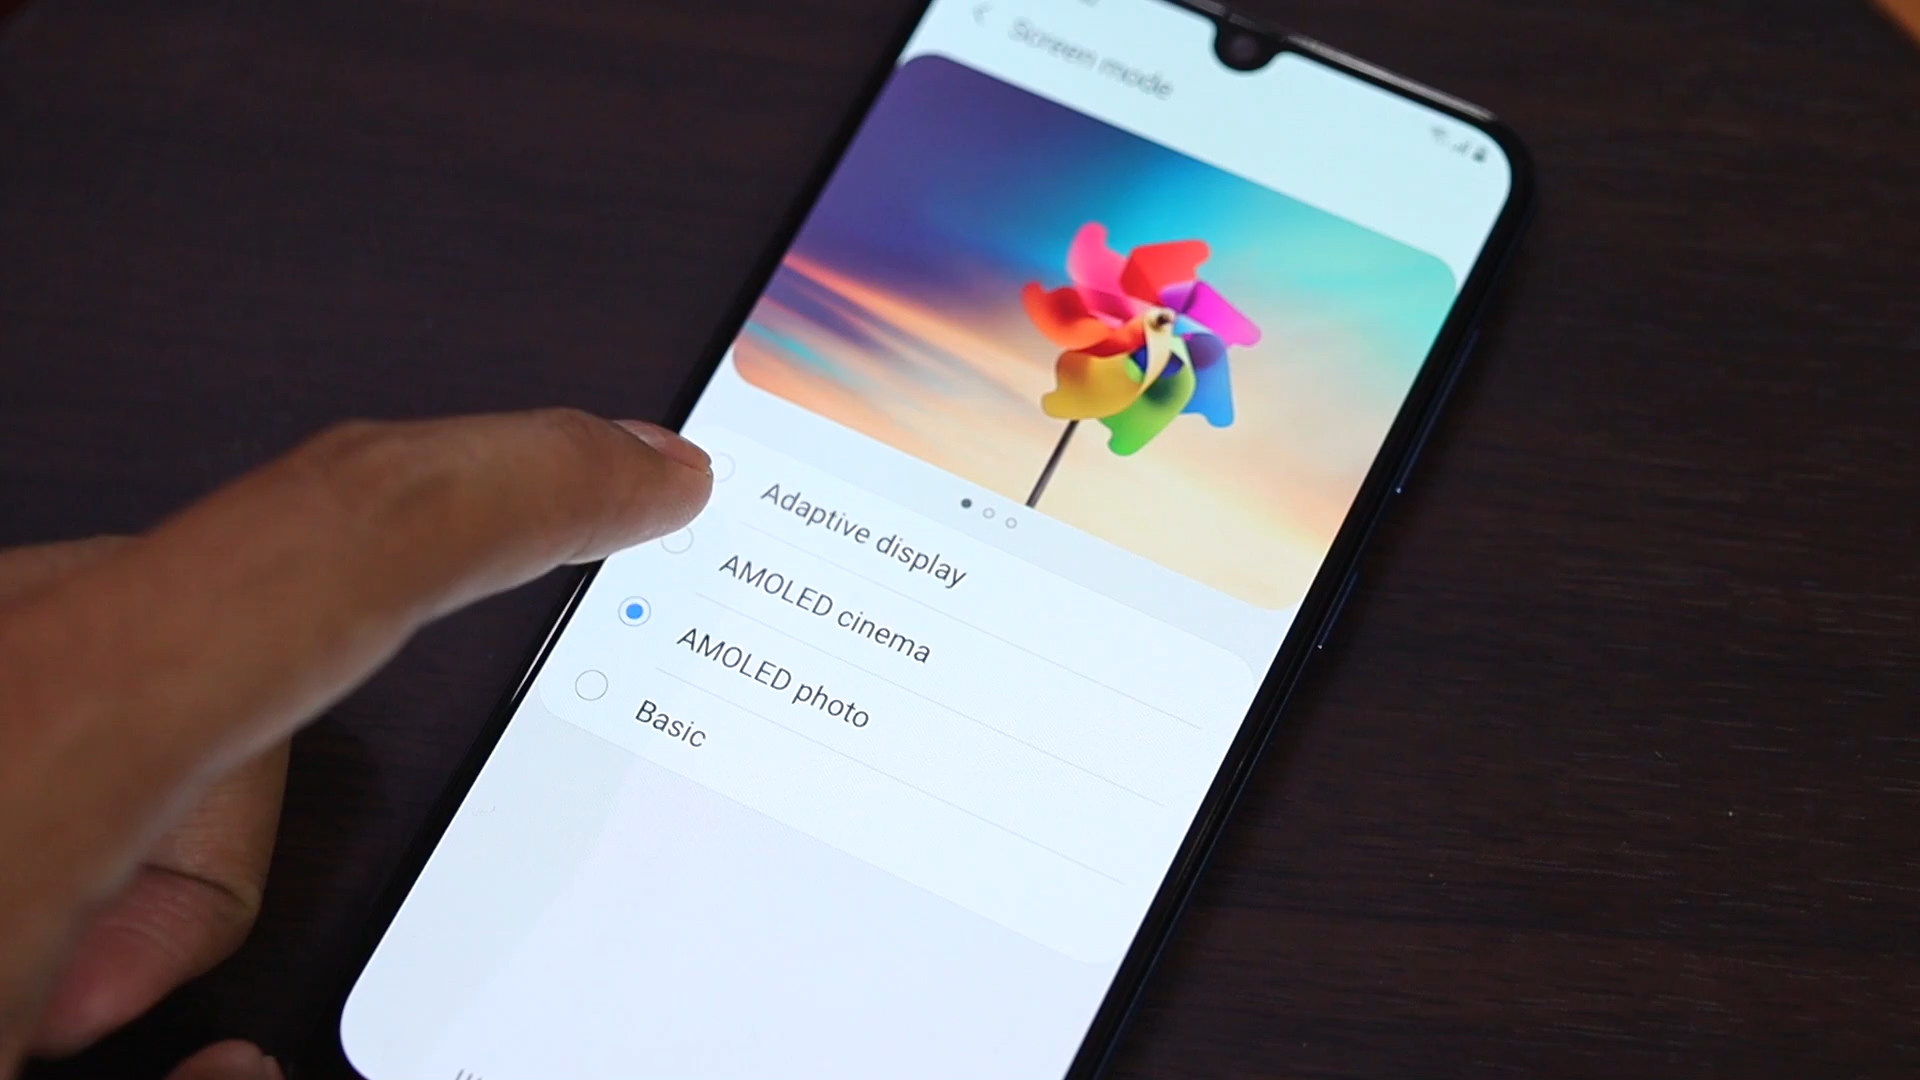 Screen mode
Adaptive display
AMOLED cinema
AMOLED photo
Basic